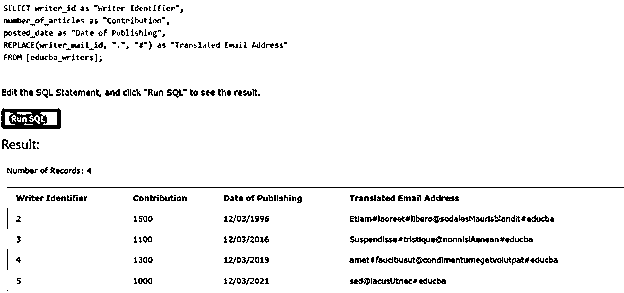 SELECT writer_id as "Writer Identifier",
number_of_articles as "Contribution",
posted_date as "Date of Publishing",
REPLACE(writer_mail_id, ".", "#") as "Translated Email Address"
FROM [educba_writers];
Edit the SQL Statement, and click "Run SQL" to see the result.
Run SQL
Result:
Number of Records: 4
Writer Identifier Contribution Date of Publishing Translated Email Address
2 1500 12/03/1996 Etiam#laoreet#libero@sodalesMaurisblandit#educba
3 1100 12/03/2016 Suspendisse#tristique@nonnisiAenean#educba
4 1300 12/03/2019 amet#faucibusut@condimentumegetvolutpat#educba
5 1000 12/03/2021 sed@lacusUtnec#educba